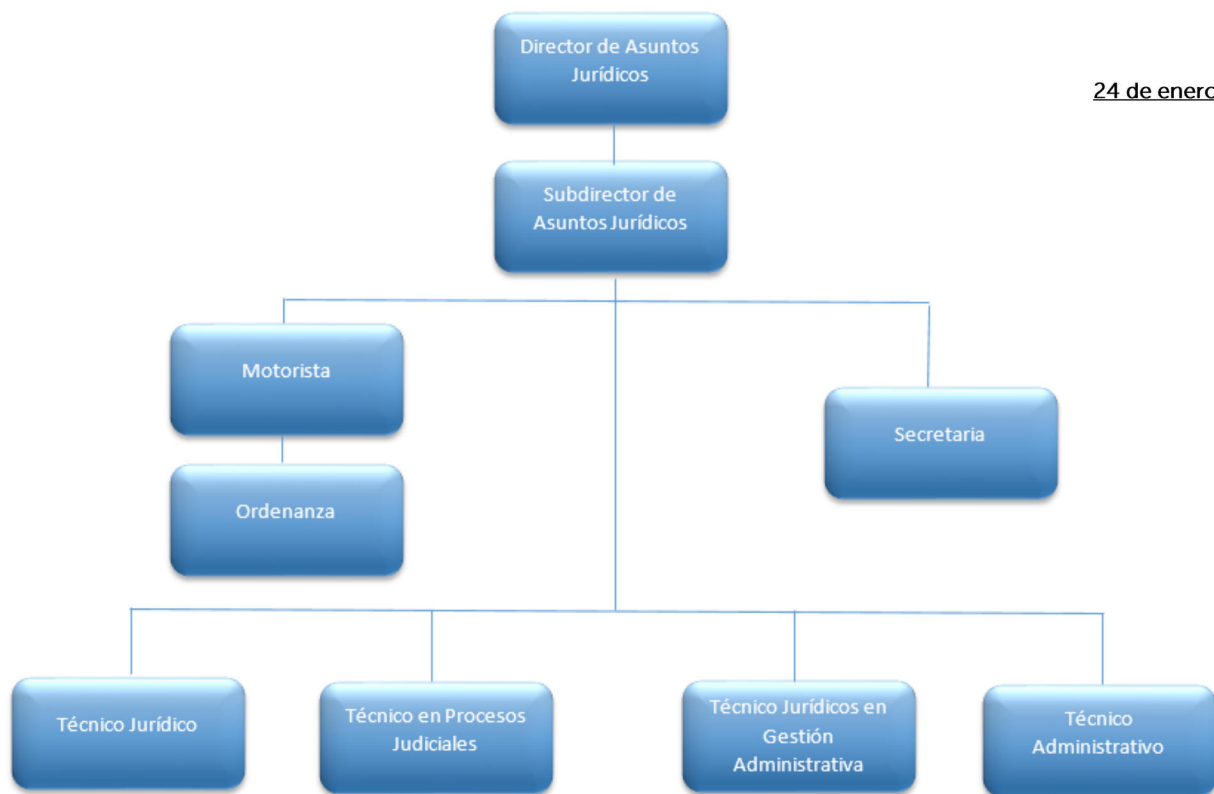 Director de Asuntos
Jurídicos
24 de enero
Subdirector de
Asuntos Jurídicos
Motorista
Secretaria
Ordenanza
Técnico Jurídico
Técnico en Procesos
Judiciales
Técnico Jurídicos en
Gestión
Administrativa
Técnico
Administrativo